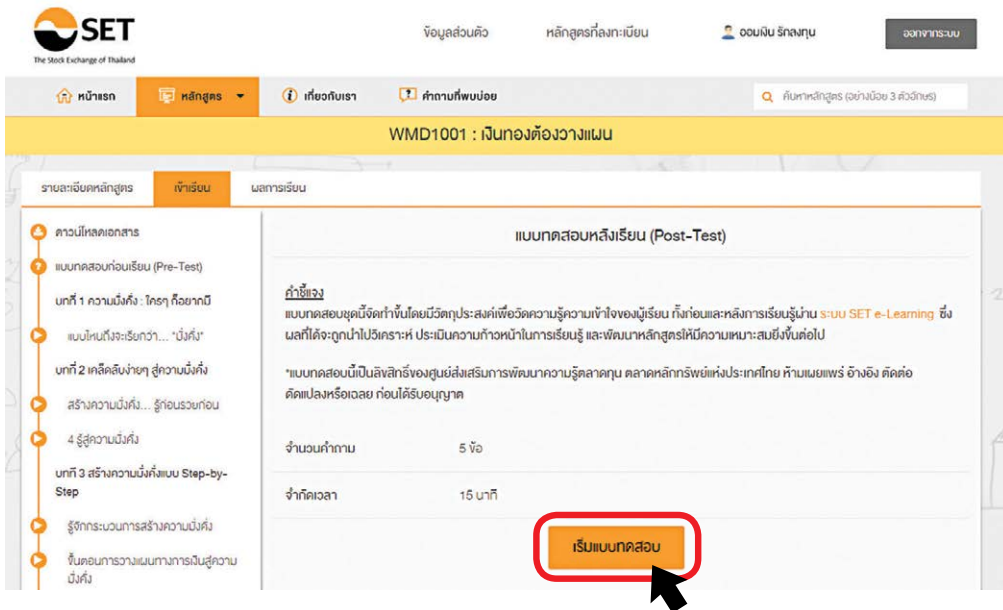 SET
The Stock Exchange of Thailand
ข้อมูลส่วนตัว
หลักสูตรที่ลงทะเบียน
ออมเงิน รักลงทุน
ออกจากระบบ
หน้าแรก
หลักสูตร
เกี่ยวกับเรา
คำถามที่พบบ่อย
ค้นหาหลักสูตร (อย่างน้อย 3 ตัวอักษร)
WMD1001 : เงินทองต้องวางแผน
รายละเอียดหลักสูตร
เข้าเรียน
ผลการเรียน
ดาวน์โหลดเอกสาร
แบบทดสอบก่อนเรียน (Pre-Test)
บทที่ 1 ความมั่งคั่ง : ใครๆ ก็อยากมี
แบบไหนถึงจะเรียกว่า... "มั่งคั่ง"
บทที่ 2 เคล็ดลับง่ายๆ สู่ความมั่งคั่ง
สร้างความมั่งคั่ง... รู้ก่อนรวยก่อน
4 รู้สู่ความมั่งคั่ง
บทที่ 3 สร้างความมั่งคั่งแบบ Step-by-
Step
รู้จักกระบวนการสร้างความมั่งคั่ง
ขั้นตอนการวางแผนทางการเงินสู่ความ
มั่งคั่ง
แบบทดสอบหลังเรียน (Post-Test)
คำชี้แจง
แบบทดสอบชุดนี้จัดทำขึ้นโดยมีวัตถุประสงค์เพื่อวัดความรู้ความเข้าใจของผู้เรียน ทั้งก่อนและหลังการเรียนรู้ผ่าน ระบบ SET e-Learning ซึ่ง
ผลที่ได้จะถูกนำไปวิเคราะห์ ประเมินความก้าวหน้าในการเรียนรู้ และพัฒนาหลักสูตรให้มีความเหมาะสมยิ่งขึ้นต่อไป
*แบบทดสอบนี้เป็นลิขสิทธิ์ของศูนย์ส่งเสริมการพัฒนาความรู้ตลาดทุน ตลาดหลักทรัพย์แห่งประเทศไทย ห้ามเผยแพร่ อ้างอิง ตัดต่อ
ดัดแปลงหรือเฉลย ก่อนได้รับอนุญาต
จำนวนคำถาม
5 ข้อ
จำกัดเวลา
15 นาที
เริ่มแบบทดสอบ